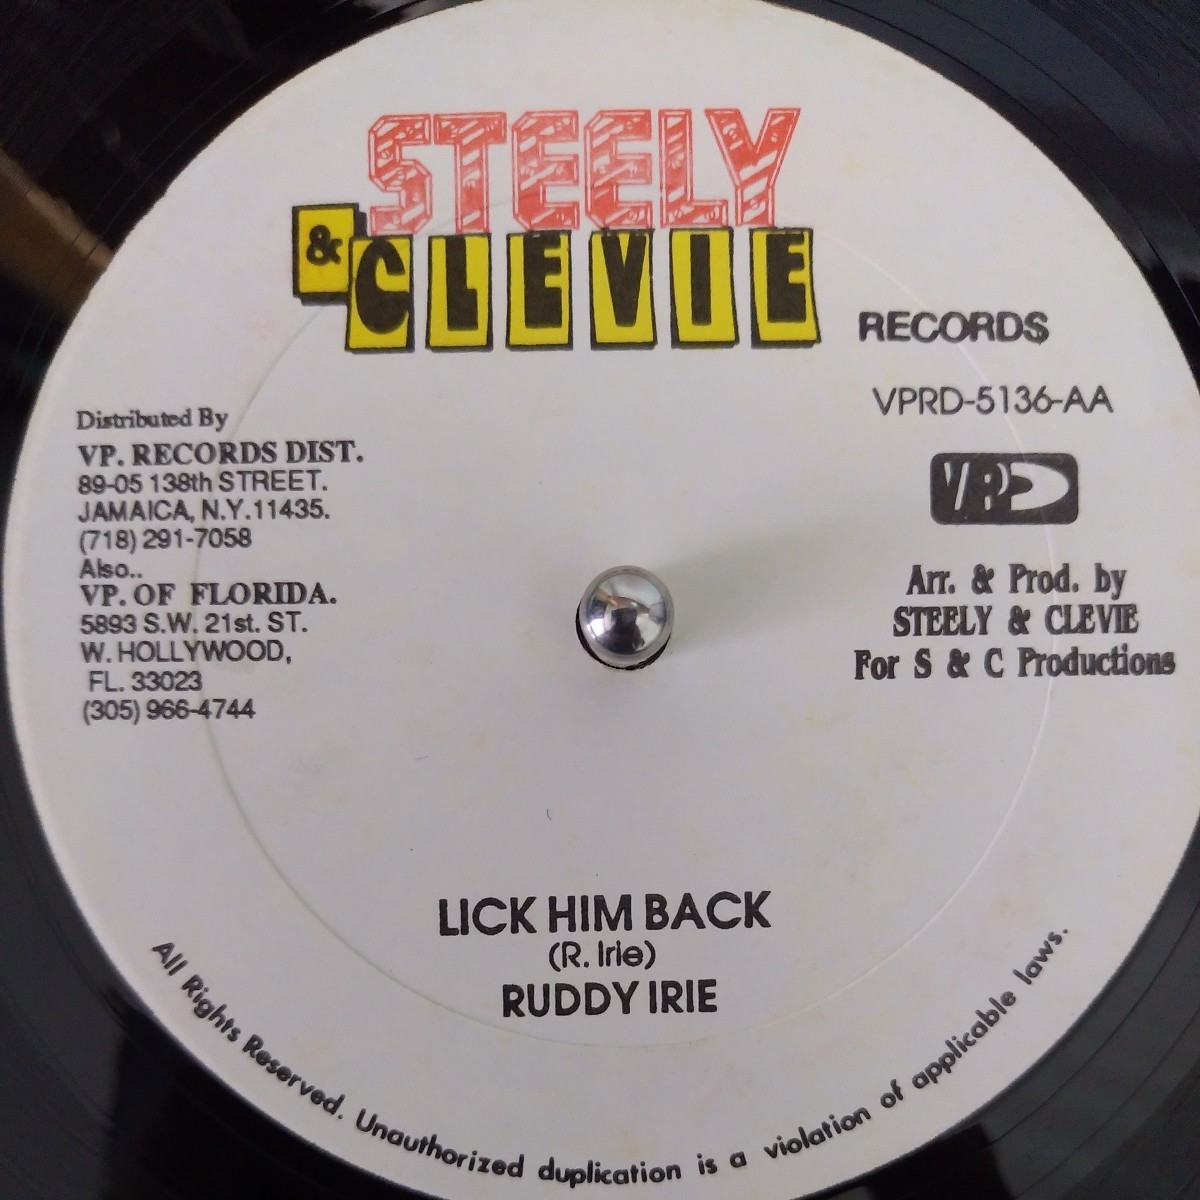 STEELY
& CLEVIE
RECORDS
VPRD-5136-AA
VP
Distributed By
VP. RECORDS DIST.
89-05 138th STREET.
JAMAICA, N.Y.11435.
(718) 291-7058
Also..
VP. OF FLORIDA.
5893 S.W. 21st. ST.
W. HOLLYWOOD,
FL. 33023
(305) 966-4744
Arr. & Prod. by
STEELY & CLEVIE
For S & C Productions
LICK HIM BACK
(R. Irie)
RUDDY IRIE
All Rights Reserved. Unauthorized duplication is a violation of applicable laws.